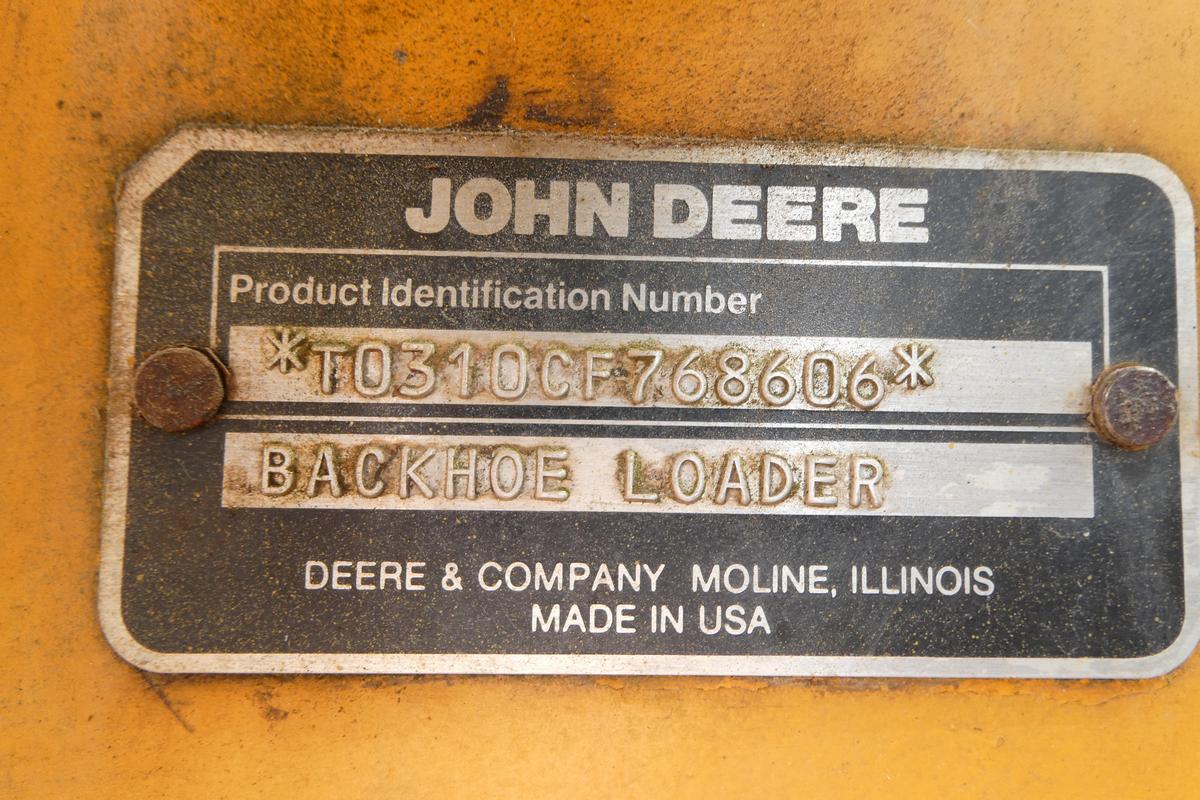 JOHN DEERE
Product Identification Number
*T0310CF768606*
BACKHOE LOADER
DEERE & COMPANY MOLINE, ILLINOIS
MADE IN USA